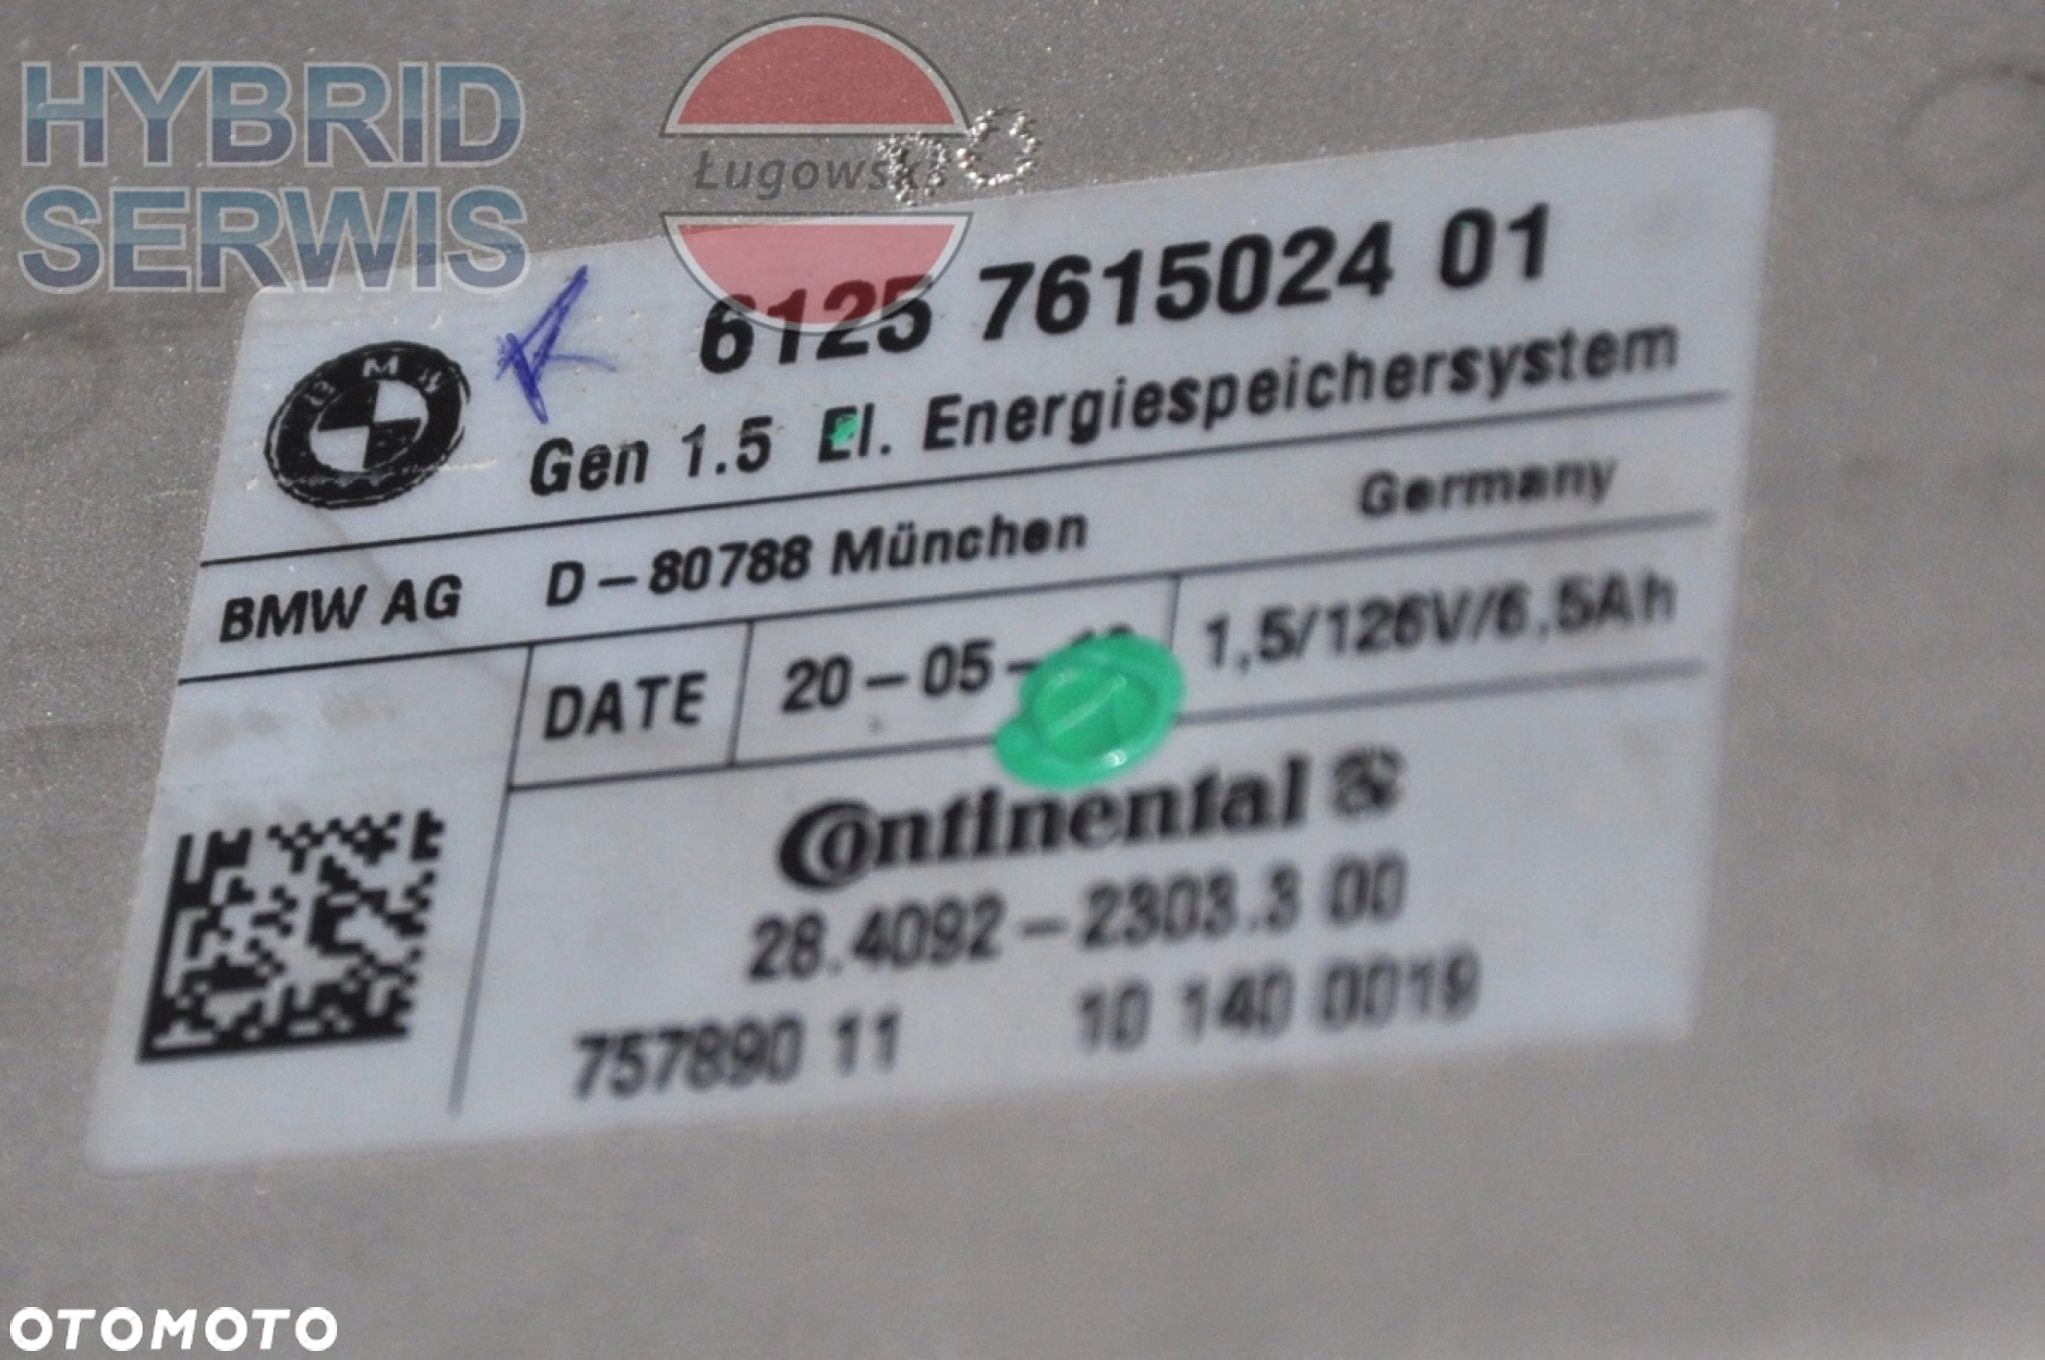 HYBRID
SERWIS
Ługowski
6125 7615024 01
BMW
Gen 1.5 El. Energiespeichersystem
BMW AG D-80788 München Germany
DATE 20-05- 1,5/126V/6,5Ah
Continental
28.4092-2303.3 00
757890 11 10 140 0019
OTOMOTO